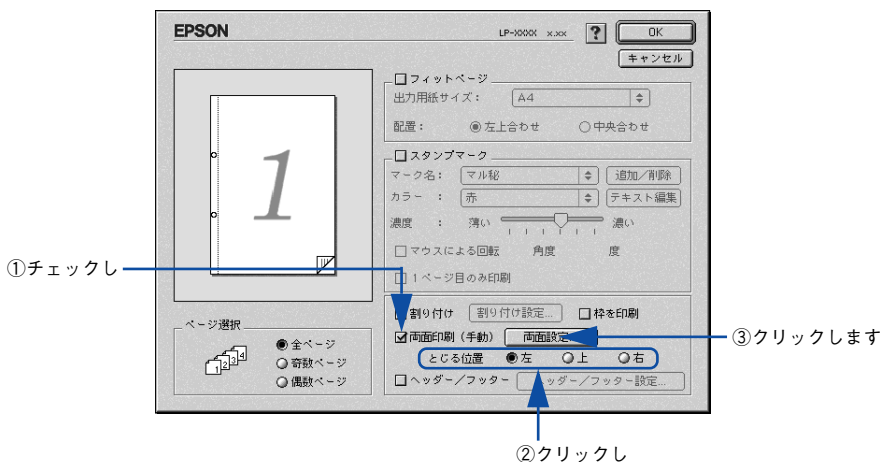 EPSON
LP-XXXX x.xx
?
OK
キャンセル
フィットページ
出力用紙サイズ: A4
配置: 左上合わせ 中央合わせ
1
スタンプマーク
マーク名: マル秘 追加/削除
カラー : 赤 テキスト編集
濃度 : 薄い 濃い
マウスによる回転 角度 度
1ページ目のみ印刷
①チェックし
割り付け 割り付け設定... 枠を印刷
両面印刷(手動) 両面設定
③クリックします
とじる位置 左 上 右
ヘッダー/フッター ヘッダー/フッター設定...
ページ選択
1 2 3 4
全ページ
奇数ページ
偶数ページ
②クリックし